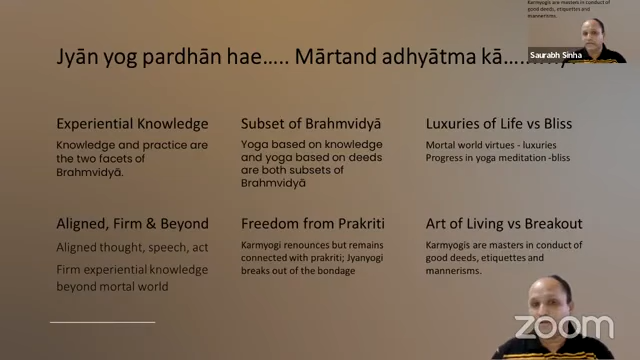 Karmyogis are masters in conduct of
good deeds, etiquettes and
mannerisms.
Saurabh Sinha
Jyān yog pardhān hae….. Mārtand adhyātma kā…..
Experiential Knowledge
Knowledge and practice are
the two facets of
Brahmvidyā.
Subset of Brahmvidyā
Yoga based on knowledge
and yoga based on deeds
are both subsets of
Brahmvidyā
Luxuries of Life vs Bliss
Mortal world virtues - luxuries
Progress in yoga meditation -bliss
Aligned, Firm & Beyond
Aligned thought, speech, act
Firm experiential knowledge
beyond mortal world
Freedom from Prakriti
Karmyogi renounces but remains
connected with prakriti; Jyanyogi
breaks out of the bondage
Art of Living vs Breakout
Karmyogis are masters in conduct of
good deeds, etiquettes and
mannerisms.
zoom